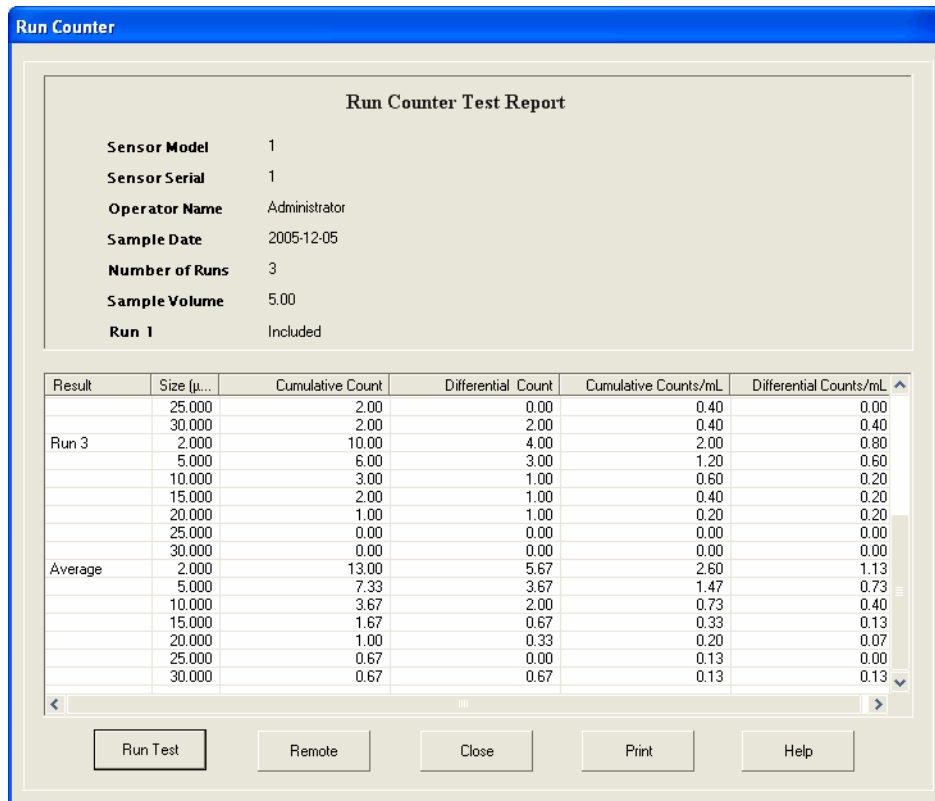 Run Counter
Run Counter Test Report
Sensor Model 1
Sensor Serial 1
Operator Name Administrator
Sample Date 2005-12-05
Number of Runs 3
Sample Volume 5.00
Run 1 Included
Result Size (µ... Cumulative Count Differential Count Cumulative Counts/mL Differential Counts/mL
25.000 2.00 0.00 0.40 0.00
30.000 2.00 2.00 0.40 0.40
Run 3 2.000 10.00 4.00 2.00 0.80
5.000 6.00 3.00 1.20 0.60
10.000 3.00 1.00 0.60 0.20
15.000 2.00 1.00 0.40 0.20
20.000 1.00 1.00 0.20 0.20
25.000 0.00 0.00 0.00 0.00
30.000 0.00 0.00 0.00 0.00
Average 2.000 13.00 5.67 2.60 1.13
5.000 7.33 3.67 1.47 0.73
10.000 3.67 2.00 0.73 0.40
15.000 1.67 0.67 0.33 0.13
20.000 1.00 0.33 0.20 0.07
25.000 0.67 0.00 0.13 0.00
30.000 0.67 0.67 0.13 0.13
Run Test Remote Close Print Help